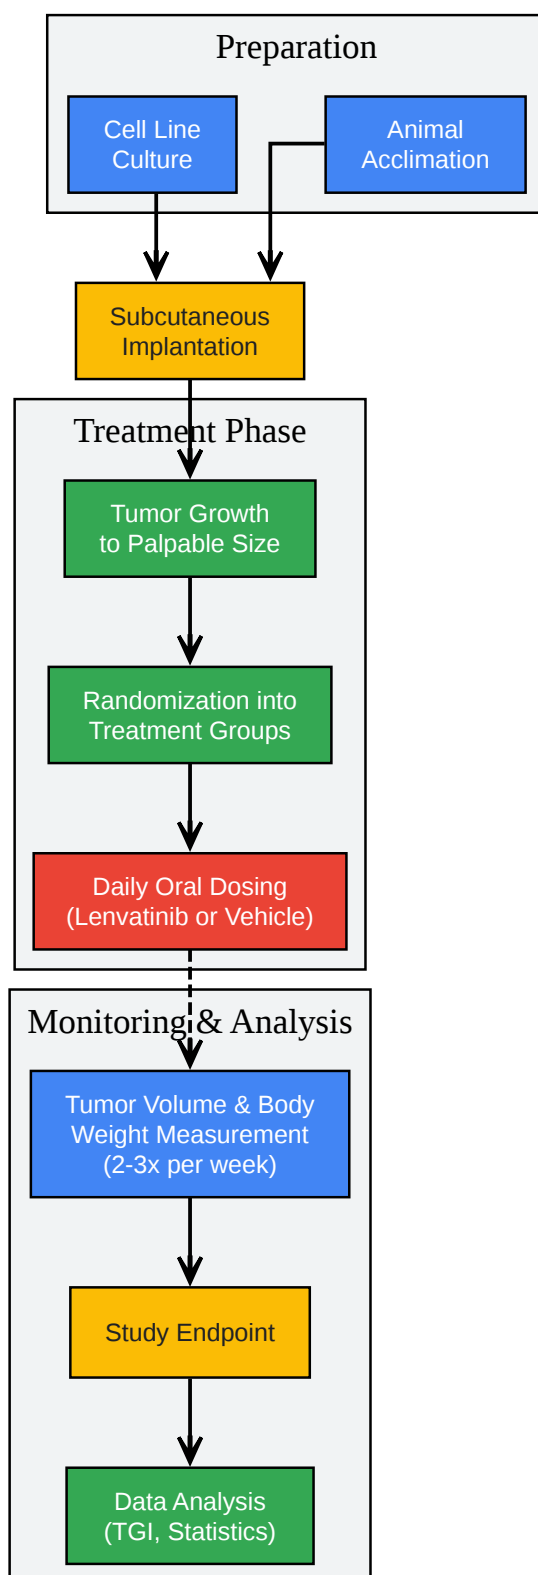 Preparation
Cell Line
Culture
Animal
Acclimation
Subcutaneous
Implantation
Treatment Phase
Tumor Growth
to Palpable Size
Randomization into
Treatment Groups
Daily Oral Dosing
(Lenvatinib or Vehicle)
Monitoring & Analysis
Tumor Volume & Body
Weight Measurement
(2-3x per week)
Study Endpoint
Data Analysis
(TGI, Statistics)